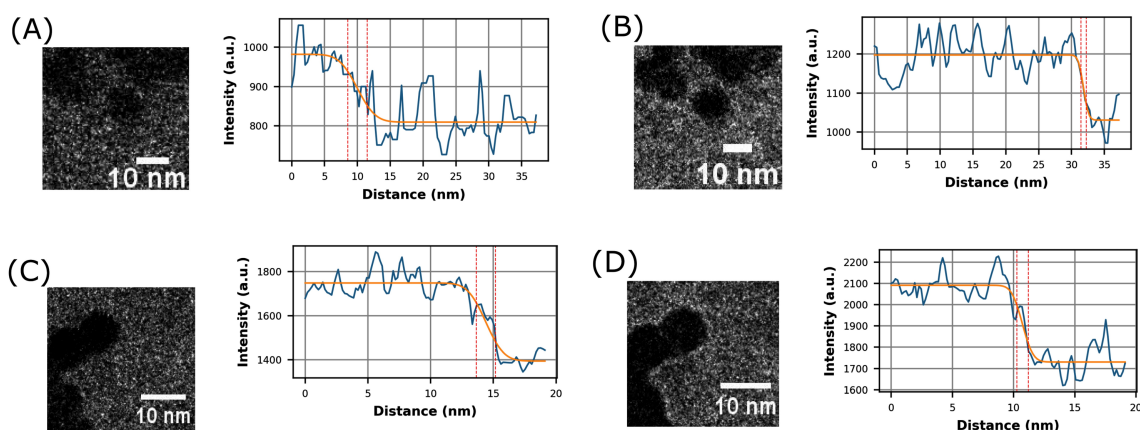 (A)
10 nm
Intensity (a.u.)
1000
900
800
0 5 10 15 20 25 30 35
Distance (nm)
(B)
10 nm
Intensity (a.u.)
1200
1100
1000
0 5 10 15 20 25 30 35
Distance (nm)
(C)
10 nm
Intensity (a.u.)
1800
1600
1400
0 5 10 15 20
Distance (nm)
(D)
10 nm
Intensity (a.u.)
2200
2100
2000
1900
1800
1700
1600
0 5 10 15 20
Distance (nm)